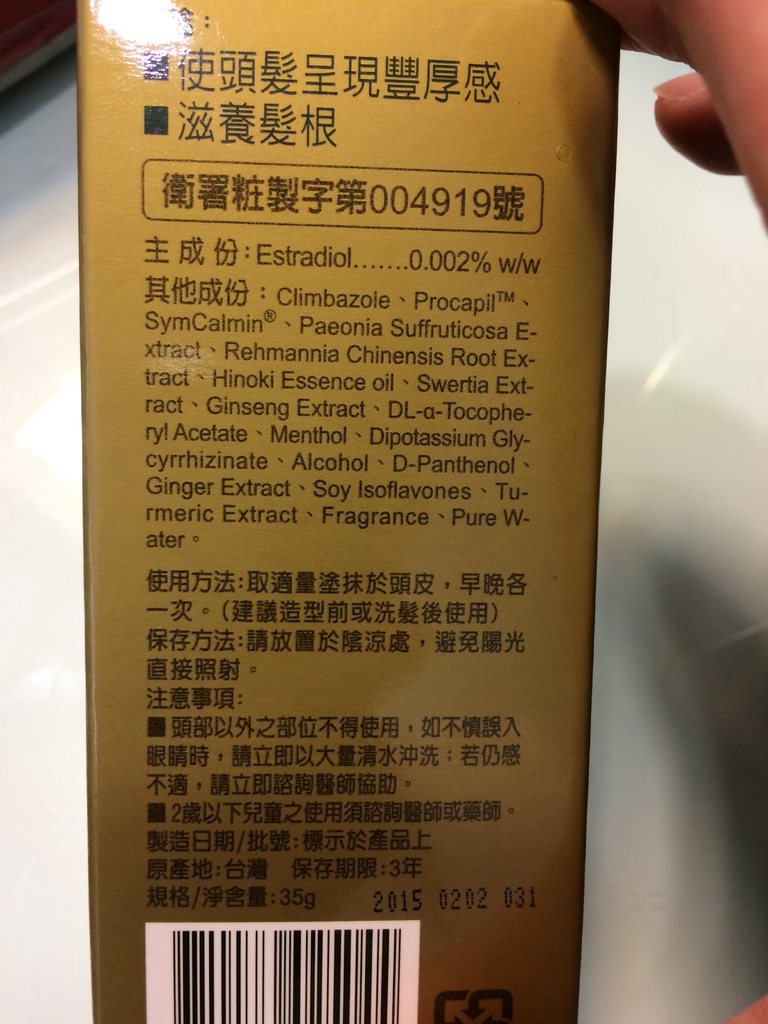 ■使頭髮呈現豐厚感
■滋養髮根
衛署粧製字第004919號
主成份:Estradiol.......0.002% w/w
其他成份：Climbazole、Procapil™、
SymCalmin®、Paeonia Suffruticosa E-
xtract、Rehmannia Chinensis Root Ex-
tract、Hinoki Essence oil、Swertia Ext-
ract、Ginseng Extract、DL-α-Tocophe-
ryl Acetate、Menthol、Dipotassium Gly-
cyrrhizinate、Alcohol、D-Panthenol、
Ginger Extract、Soy Isoflavones、Tu-
rmeric Extract、Fragrance、Pure W-
ater。
使用方法:取適量塗抹於頭皮，早晚各
一次。(建議造型前或洗髮後使用)
保存方法:請放置於陰涼處，避免陽光
直接照射。
注意事項:
■頭部以外之部位不得使用，如不慎誤入
眼睛時，請立即以大量清水沖洗；若仍感
不適，請立即諮詢醫師協助。
■2歲以下兒童之使用須諮詢醫師或藥師。
製造日期/批號:標示於產品上
原產地:台灣 保存期限:3年
規格/淨含量:35g 2015 0202 031